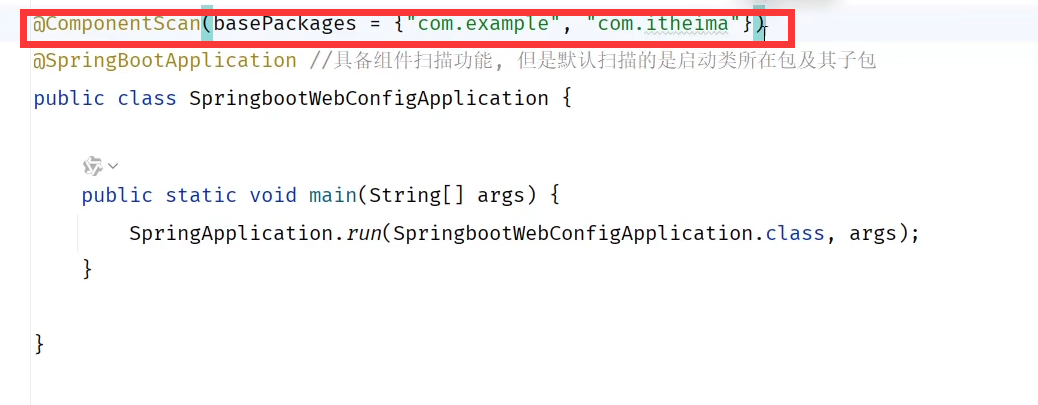 @ComponentScan(basePackages = {"com.example", "com.itheima"})
@SpringBootApplication //具备组件扫描功能, 但是默认扫描的是启动类所在包及其子包
public class SpringbootWebConfigApplication {
public static void main(String[] args) {
SpringApplication.run(SpringbootWebConfigApplication.class, args);
}
}